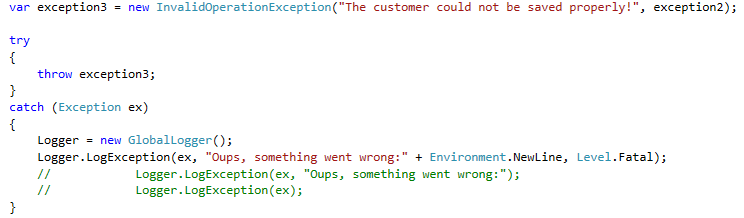 var exception3 = new InvalidOperationException("The customer could not be saved properly!", exception2);
try
{
    throw exception3;
}
catch (Exception ex)
{
    Logger = new GlobalLogger();
    Logger.LogException(ex, "Oups, something went wrong:" + Environment.NewLine, Level.Fatal);
    //            Logger.LogException(ex, "Oups, something went wrong:");
    //            Logger.LogException(ex);
}